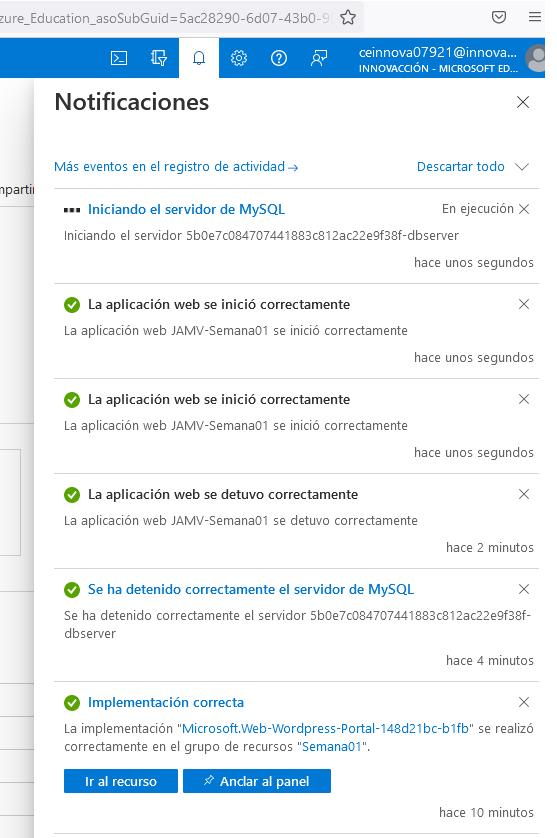 zure_Education_asoSubGuid=5ac28290-6d07-43b0-9
ceinnova07921@innova...
INNOVACCIÓN - MICROSOFT ED...
Notificaciones
Más eventos en el registro de actividad →
Descartar todo
mpartir
Iniciando el servidor de MySQL
En ejecución
Iniciando el servidor 5b0e7c084707441883c812ac22e9f38f-dbserver
hace unos segundos
La aplicación web se inició correctamente
La aplicación web JAMV-Semana01 se inició correctamente
hace unos segundos
La aplicación web se inició correctamente
La aplicación web JAMV-Semana01 se inició correctamente
hace unos segundos
La aplicación web se detuvo correctamente
La aplicación web JAMV-Semana01 se detuvo correctamente
hace 2 minutos
Se ha detenido correctamente el servidor de MySQL
Se ha detenido correctamente el servidor 5b0e7c084707441883c812ac22e9f38f-
dbserver
hace 4 minutos
Implementación correcta
La implementación "Microsoft.Web-Wordpress-Portal-148d21bc-b1fb" se realizó
correctamente en el grupo de recursos "Semana01".
Ir al recurso
Anclar al panel
hace 10 minutos